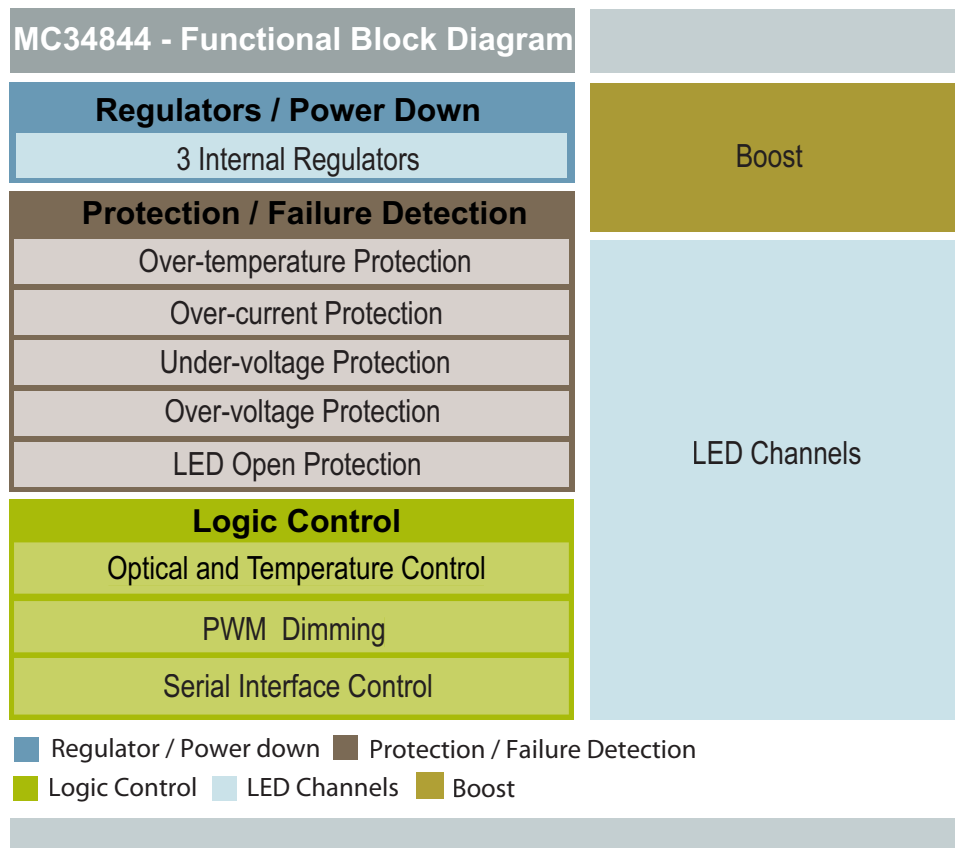 MC34844 - Functional Block Diagram
Regulators / Power Down
3 Internal Regulators
Boost
Protection / Failure Detection
Over-temperature Protection
Over-current Protection
Under-voltage Protection
Over-voltage Protection
LED Open Protection
LED Channels
Logic Control
Optical and Temperature Control
PWM Dimming
Serial Interface Control
Regulator / Power down Protection / Failure Detection
Logic Control LED Channels Boost